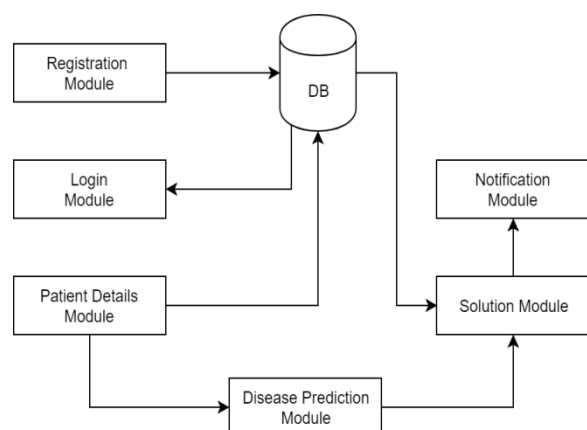 Registration
Module
DB
Login
Module
Notification
Module
Patient Details
Module
Solution Module
Disease Prediction
Module